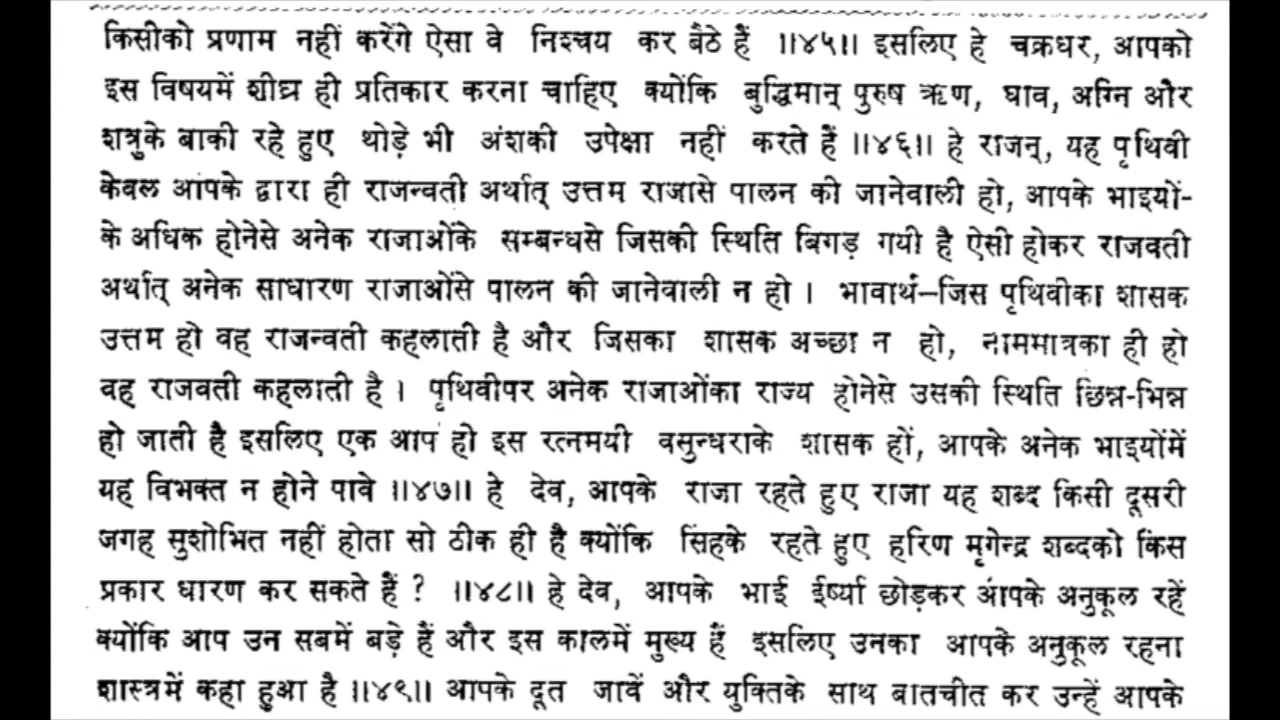 किसीको प्रणाम नहीं करेंगे ऐसा वे निश्चय कर बैठे हैं ॥४५॥ इसलिए हे चक्रधर, आपको
इस विषयमें शीघ्र ही प्रतिकार करना चाहिए क्योंकि बुद्धिमान् पुरुष ऋण, घाव, अग्नि और
शत्रुके बाकी रहे हुए थोड़े भी अंशकी उपेक्षा नहीं करते हैं ॥४६॥ हे राजन्, यह पृथिवी
केवल आपके द्वारा ही राजन्वती अर्थात् उत्तम राजासे पालन की जानेवाली हो, आपके भाइयों-
के अधिक होनेसे अनेक राजाओंके सम्बन्धसे जिसकी स्थिति बिगड़ गयी है ऐसी होकर राजवती
अर्थात् अनेक साधारण राजाओंसे पालन की जानेवाली न हो । भावार्थ–जिस पृथिवीका शासक
उत्तम हो वह राजन्वती कहलाती है और जिसका शासक अच्छा न हो, नाममात्रका ही हो
वह राजवती कहलाती है । पृथिवीपर अनेक राजाओंका राज्य होनेसे उसकी स्थिति छिन्न-भिन्न
हो जाती है इसलिए एक आप हो इस रत्नमयी वसुन्धराके शासक हों, आपके अनेक भाइयोंमें
यह विभक्त न होने पावे ॥४७॥ हे देव, आपके राजा रहते हुए राजा यह शब्द किसी दूसरी
जगह सुशोभित नहीं होता सो ठीक ही है क्योंकि सिंहके रहते हुए हरिण मृगेन्द्र शब्दको किस
प्रकार धारण कर सकते हैं ? ॥४८॥ हे देव, आपके भाई ईर्ष्या छोड़कर आपके अनुकूल रहें
क्योंकि आप उन सबमें बड़े हैं और इस कालमें मुख्य हैं इसलिए उनका आपके अनुकूल रहना
शास्त्रमें कहा हुआ है ॥४९॥ आपके दूत जावें और युक्तिके साथ बातचीत कर उन्हें आपके